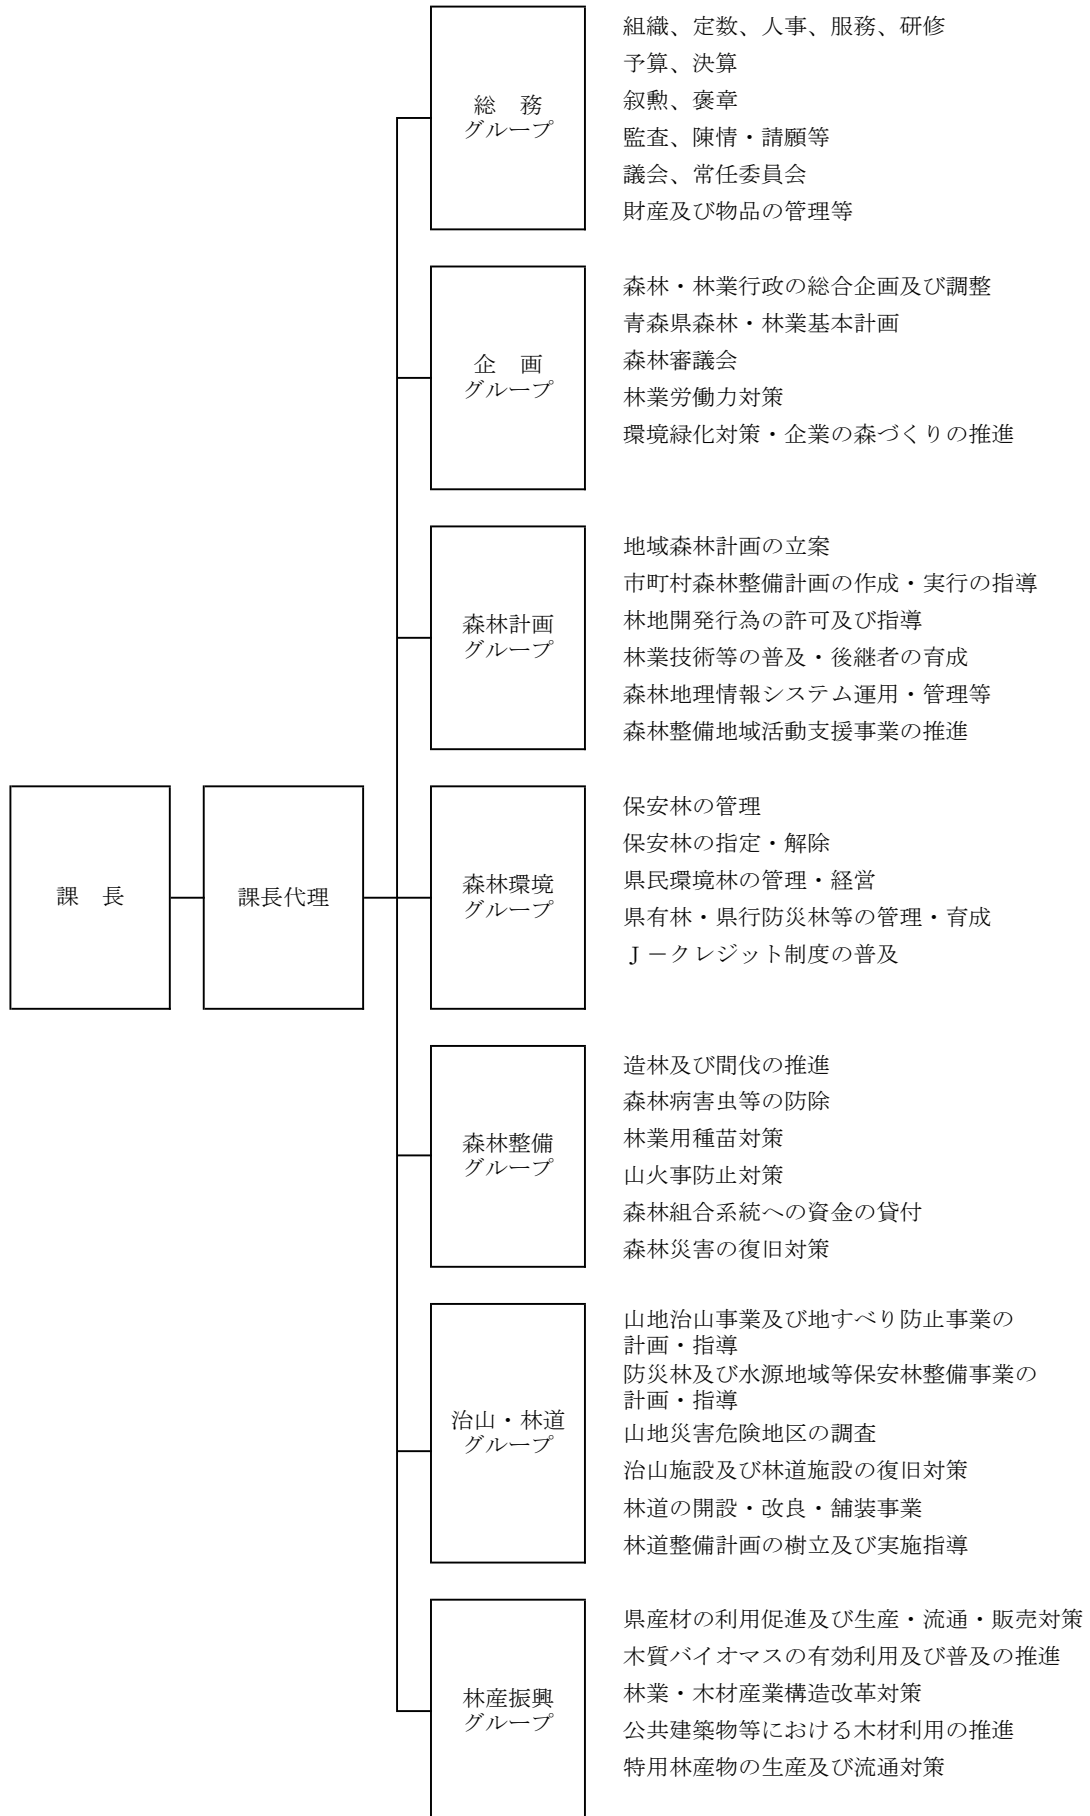 総　務
グループ
組織、定数、人事、服務、研修
予算、決算
叙勲、褒章
監査、陳情・請願等
議会、常任委員会
財産及び物品の管理等
企　画
グループ
森林・林業行政の総合企画及び調整
青森県森林・林業基本計画
森林審議会
林業労働力対策
環境緑化対策・企業の森づくりの推進
森林計画
グループ
地域森林計画の立案
市町村森林整備計画の作成・実行の指導
林地開発行為の許可及び指導
林業技術等の普及・後継者の育成
森林地理情報システム運用・管理等
森林整備地域活動支援事業の推進
課　長
課長代理
森林環境
グループ
保安林の管理
保安林の指定・解除
県民環境林の管理・経営
県有林・県行防災林等の管理・育成
Ｊ－クレジット制度の普及
森林整備
グループ
造林及び間伐の推進
森林病害虫等の防除
林業用種苗対策
山火事防止対策
森林組合系統への資金の貸付
森林災害の復旧対策
治山・林道
グループ
山地治山事業及び地すべり防止事業の
計画・指導
防災林及び水源地域等保安林整備事業の
計画・指導
山地災害危険地区の調査
治山施設及び林道施設の復旧対策
林道の開設・改良・舗装事業
林道整備計画の樹立及び実施指導
林産振興
グループ
県産材の利用促進及び生産・流通・販売対策
木質バイオマスの有効利用及び普及の推進
林業・木材産業構造改革対策
公共建築物等における木材利用の推進
特用林産物の生産及び流通対策